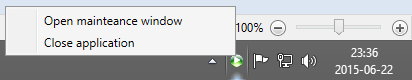 Open mainteance window
Close application
100%
23:36
2015-06-22